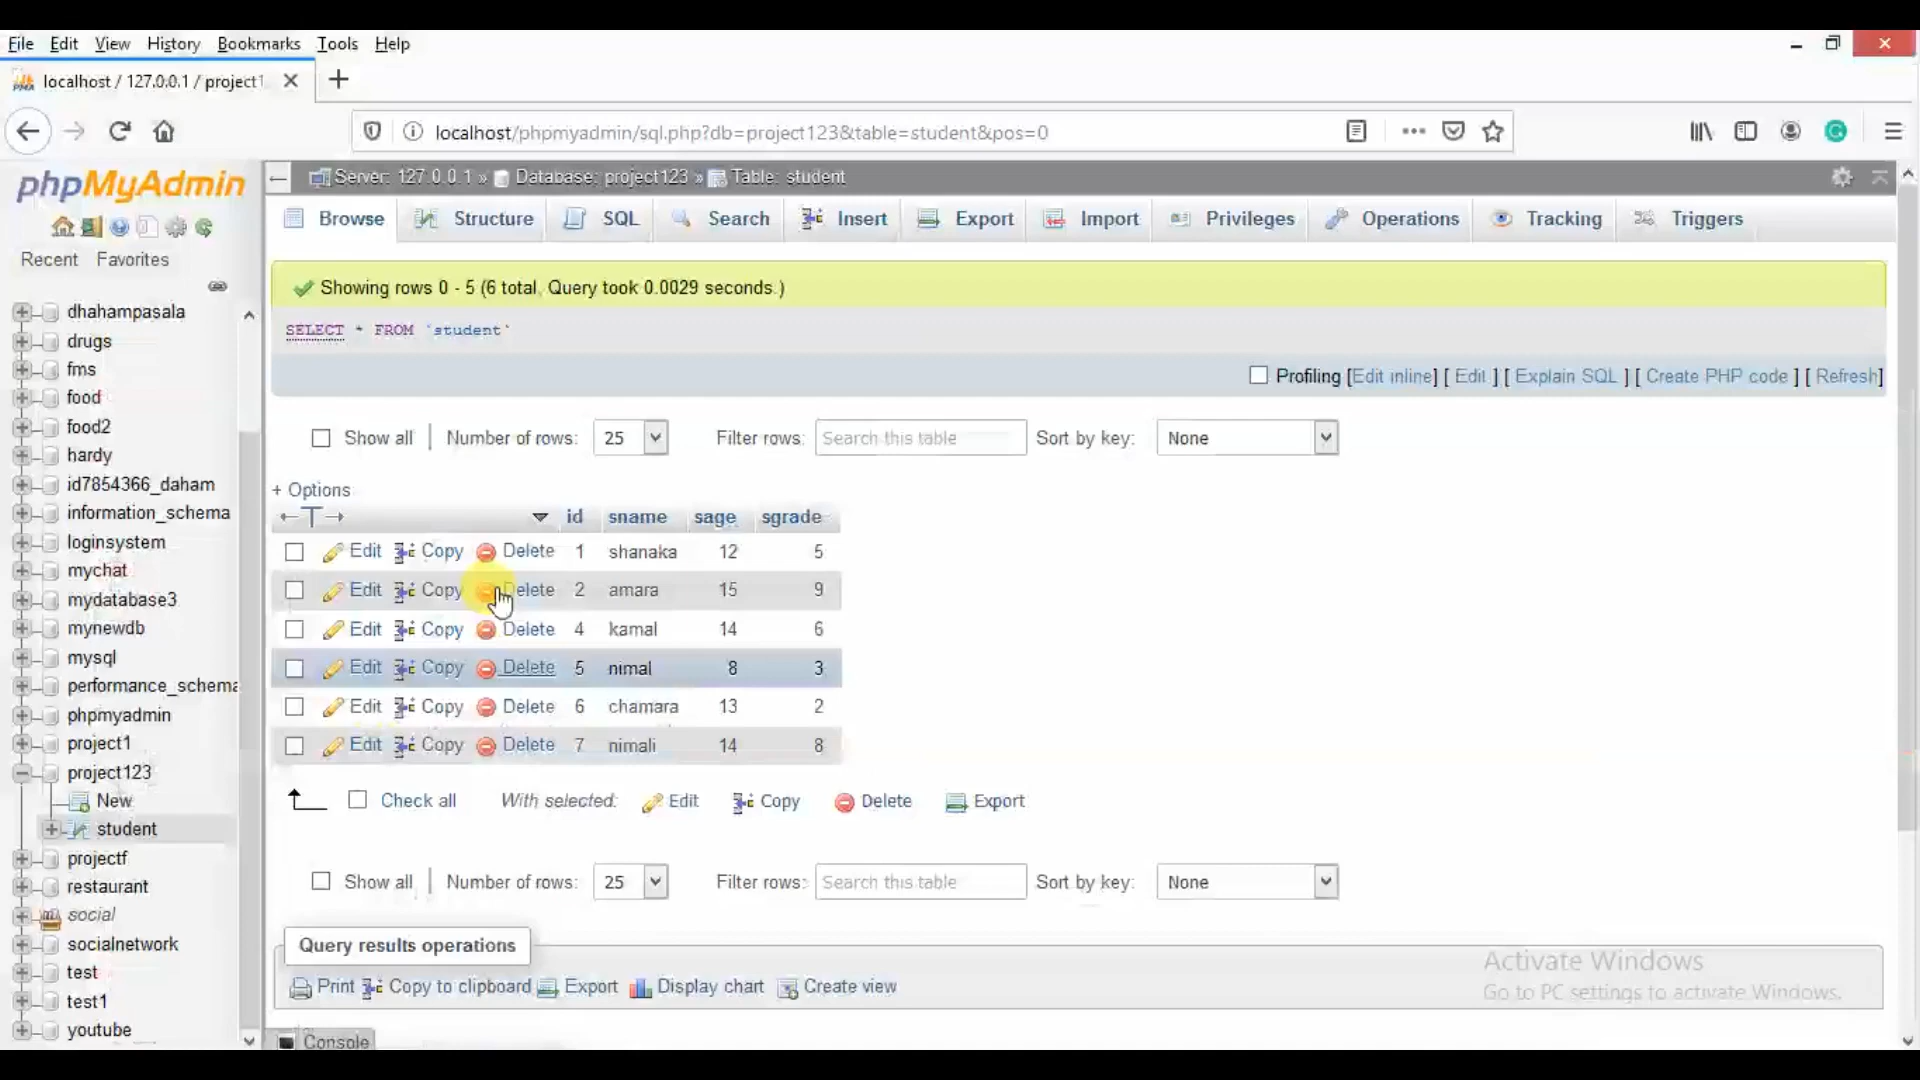 File Edit View History Bookmarks Tools Help
localhost / 127.0.0.1 / project1
localhost/phpmyadmin/sql.php?db=project123&table=student&pos=0
phpMyAdmin
Recent Favorites
dhahampasala
drugs
fms
food
food2
hardy
id7854366_daham
information_schema
loginsystem
mychat
mydatabase3
mynewdb
mysql
performance_schema
phpmyadmin
project1
project123
New
student
projectf
restaurant
social
socialnetwork
test
test1
youtube
Server: 127.0.0.1 » Database: project123 » Table: student
Browse Structure SQL Search Insert Export Import Privileges Operations Tracking Triggers
Showing rows 0 - 5 (6 total, Query took 0.0029 seconds.)
SELECT * FROM `student`
Profiling [Edit inline] [ Edit ] [ Explain SQL ] [ Create PHP code ] [ Refresh]
Show all | Number of rows: 25 Filter rows: Search this table Sort by key: None
+ Options
←T→ id sname sage sgrade
Edit Copy Delete 1 shanaka 12 5
Edit Copy Delete 2 amara 15 9
Edit Copy Delete 4 kamal 14 6
Edit Copy Delete 5 nimal 8 3
Edit Copy Delete 6 chamara 13 2
Edit Copy Delete 7 nimali 14 8
Check all With selected: Edit Copy Delete Export
Show all | Number of rows: 25 Filter rows: Search this table Sort by key: None
Query results operations
Print Copy to clipboard Export Display chart Create view
Console
Activate Windows
Go to PC settings to activate Windows.